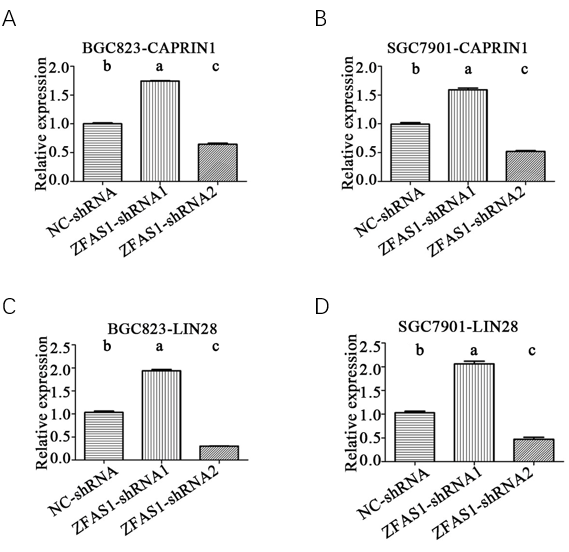 A
BGC823-CAPRIN1
b a c
Relative expression
2.0
1.5
1.0
0.5
0.0
NC-shRNA
ZFAS1-shRNA1
ZFAS1-shRNA2
B
SGC7901-CAPRIN1
b a c
Relative expression
2.0
1.5
1.0
0.5
0.0
NC-shRNA
ZFAS1-shRNA1
ZFAS1-shRNA2
C
BGC823-LIN28
b a c
Relative expression
2.5
2.0
1.5
1.0
0.5
0.0
NC-shRNA
ZFAS1-shRNA1
ZFAS1-shRNA2
D
SGC7901-LIN28
b a c
Relative expression
2.5
2.0
1.5
1.0
0.5
0.0
NC-shRNA
ZFAS1-shRNA1
ZFAS1-shRNA2